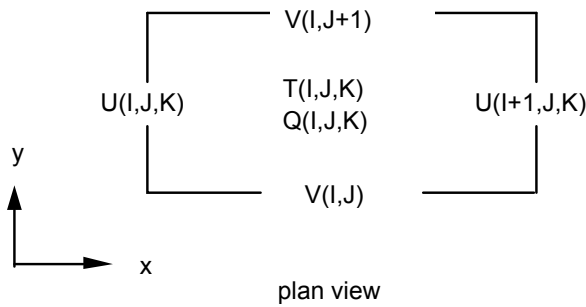 V(I,J+1)
T(I,J,K)
U(I,J,K)
U(I+1,J,K)
Q(I,J,K)
y
V(I,J)
x
plan view